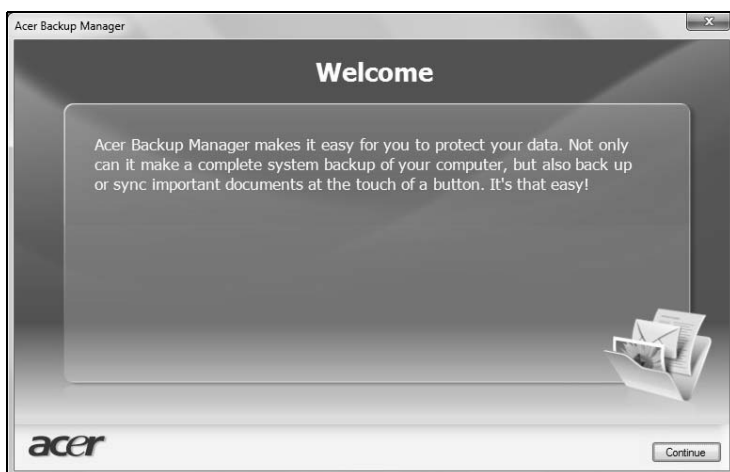 Acer Backup Manager
X
Welcome
Acer Backup Manager makes it easy for you to protect your data. Not only
can it make a complete system backup of your computer, but also back up
or sync important documents at the touch of a button. It's that easy!
acer
Continue